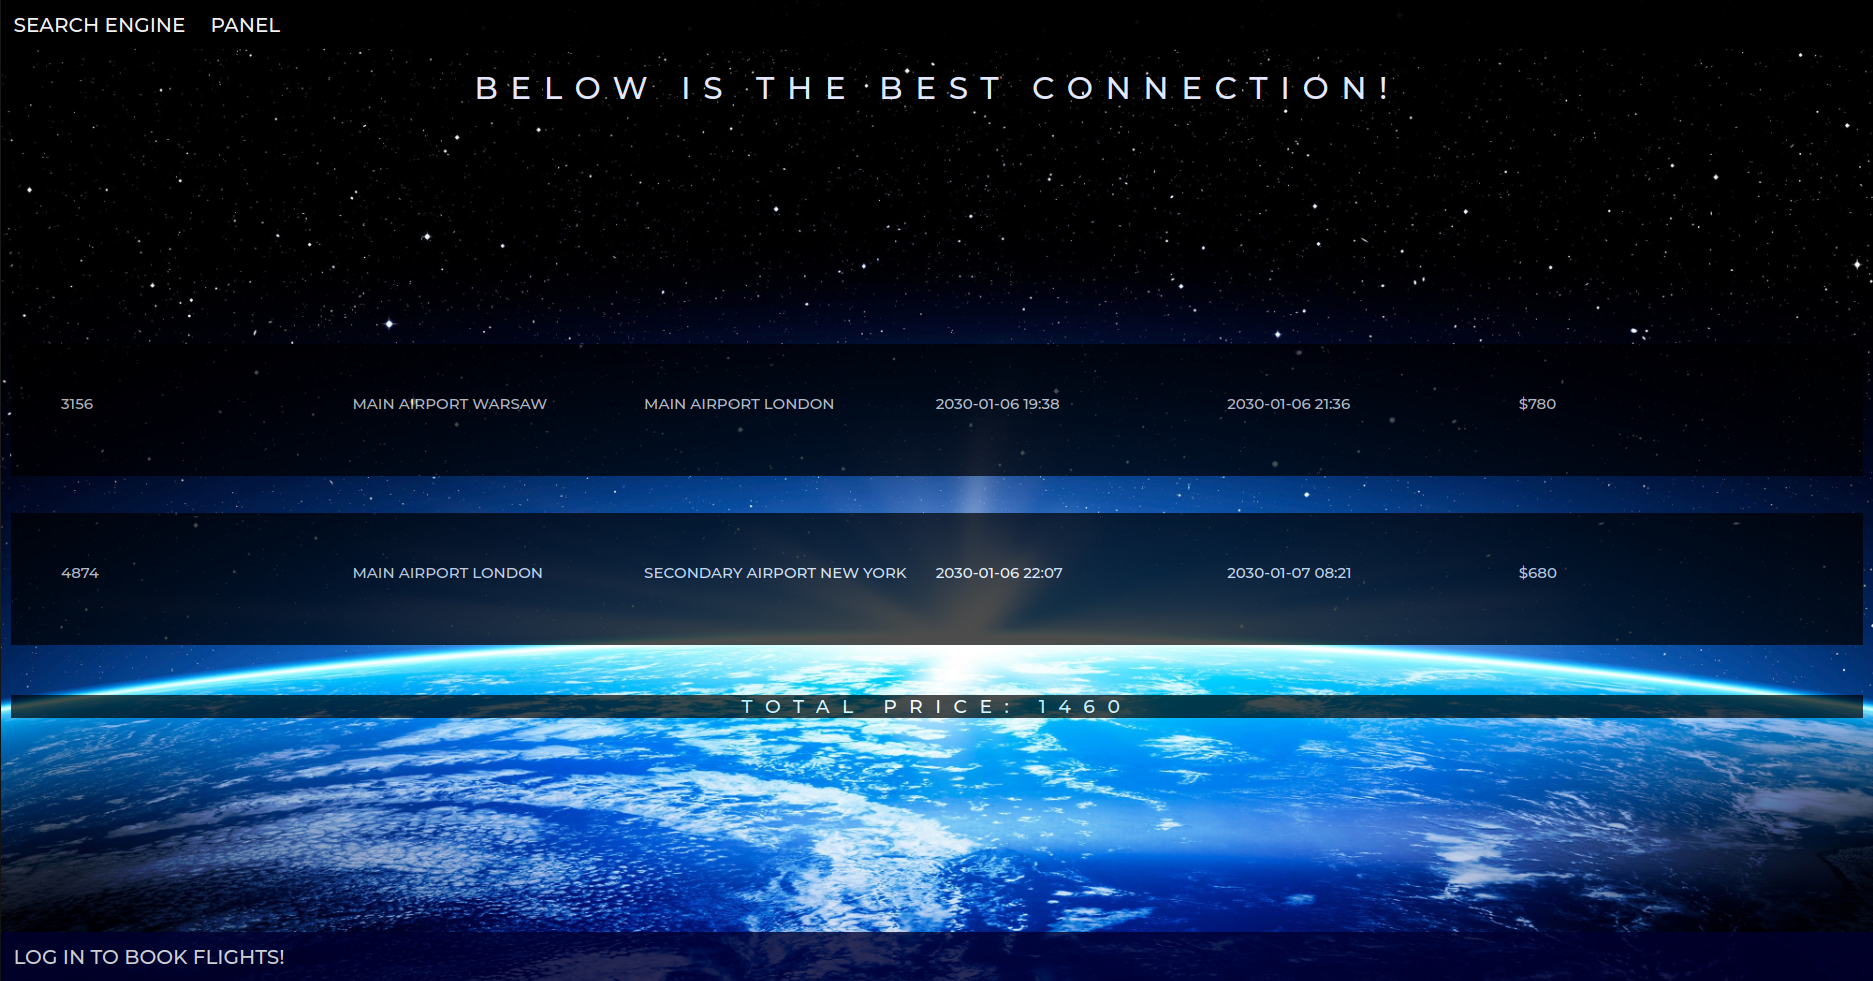 SEARCH ENGINE PANEL
BELOW IS THE BEST CONNECTION!
3156 MAIN AIRPORT WARSAW MAIN AIRPORT LONDON 2030-01-06 19:38 2030-01-06 21:36 $780
4874 MAIN AIRPORT LONDON SECONDARY AIRPORT NEW YORK 2030-01-06 22:07 2030-01-07 08:21 $680
TOTAL PRICE: 1460
LOG IN TO BOOK FLIGHTS!